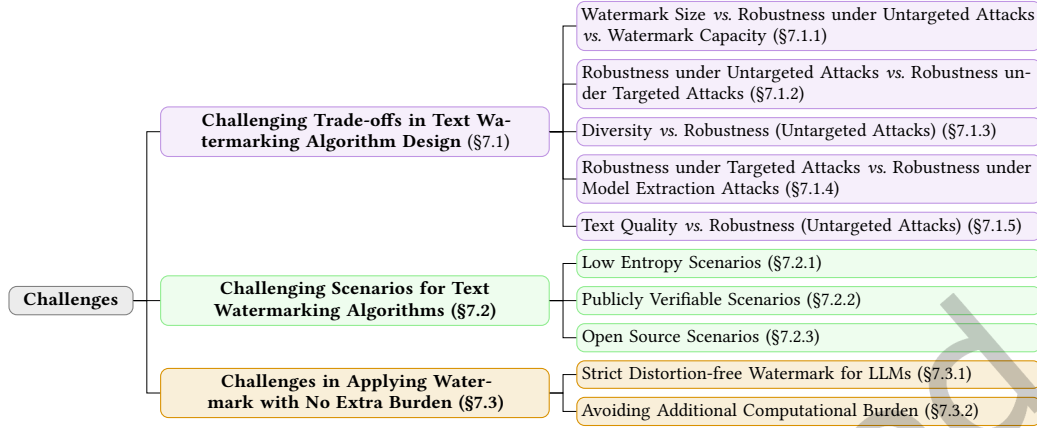 Watermark Size vs. Robustness under Untargeted Attacks
vs. Watermark Capacity (§7.1.1)
Robustness under Untargeted Attacks vs. Robustness un-
der Targeted Attacks (§7.1.2)
Challenging Trade-offs in Text Wa-
termarking Algorithm Design (§7.1)
Diversity vs. Robustness (Untargeted Attacks) (§7.1.3)
Robustness under Targeted Attacks vs. Robustness under
Model Extraction Attacks (§7.1.4)
Text Quality vs. Robustness (Untargeted Attacks) (§7.1.5)
Challenges
Challenging Scenarios for Text
Watermarking Algorithms (§7.2)
Low Entropy Scenarios (§7.2.1)
Publicly Verifiable Scenarios (§7.2.2)
Open Source Scenarios (§7.2.3)
Challenges in Applying Water-
mark with No Extra Burden (§7.3)
Strict Distortion-free Watermark for LLMs (§7.3.1)
Avoiding Additional Computational Burden (§7.3.2)